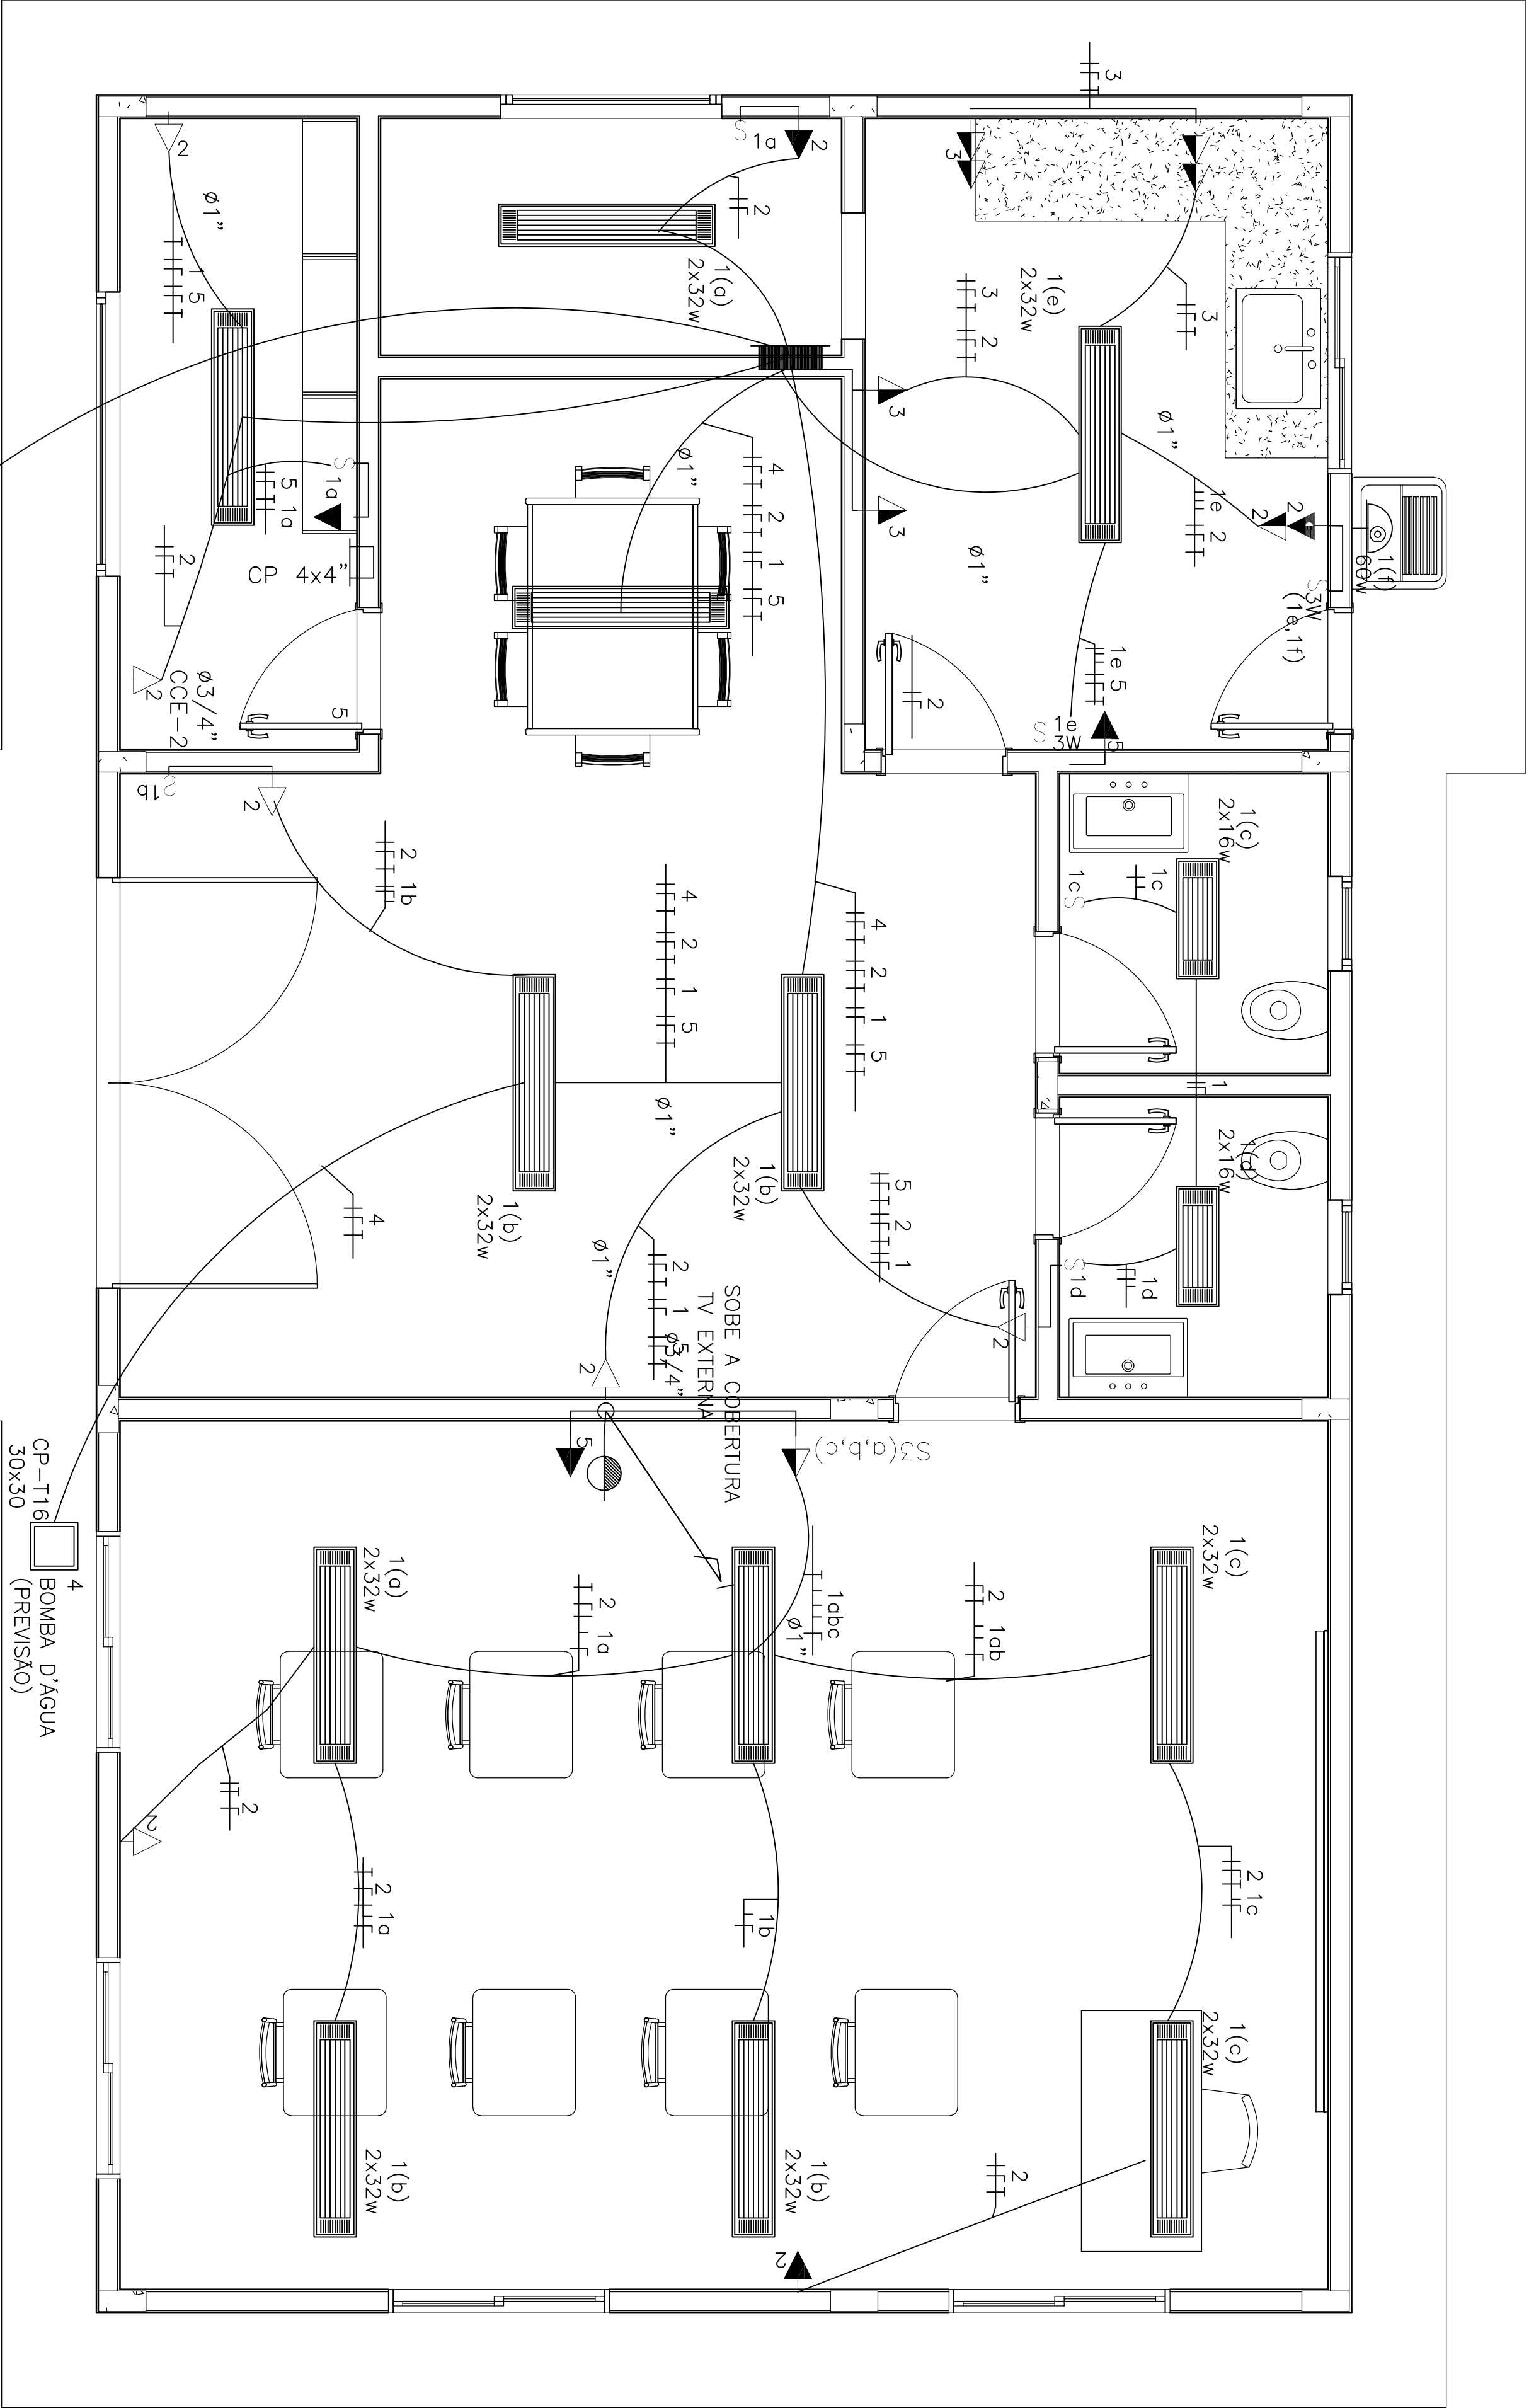 3
2
S
1a
2
3
Ø1"
1
5
2
1(a)
2x32w
1(e)
2x32w
3
2
3
Ø1"
3
3
1e
2
2
2
1(f)
60w
S3W
(1e,1f)
Ø1"
4
2
1
5
S
1a
5
1a
CP 4x4"
2
Ø1"
2
1e
5
1e
3W
S
5
2
Ø3/4"
CCE-2
5
S1b
2
2
1b
4
2
1
5
4
2
1
5
1(c)
2x16w
1c
1cS
1
Ø1"
1(d)
2x16w
1d
S1d
1(b)
2x32w
1(b)
2x32w
4
5
2
1
2
Ø1"
2
1
5
Ø3/4"
2
SOBE A COBERTURA
TV EXTERNA
5
S3(a,b,c)
CP-T16
30x30
4
BOMBA D'ÁGUA
(PREVISÃO)
1(a)
2x32w
2
1a
1abc
Ø1"
2
1ab
1(c)
2x32w
2
2
2
1a
1b
2
1c
1(c)
2x32w
1(b)
2x32w
1(b)
2x32w
2
2